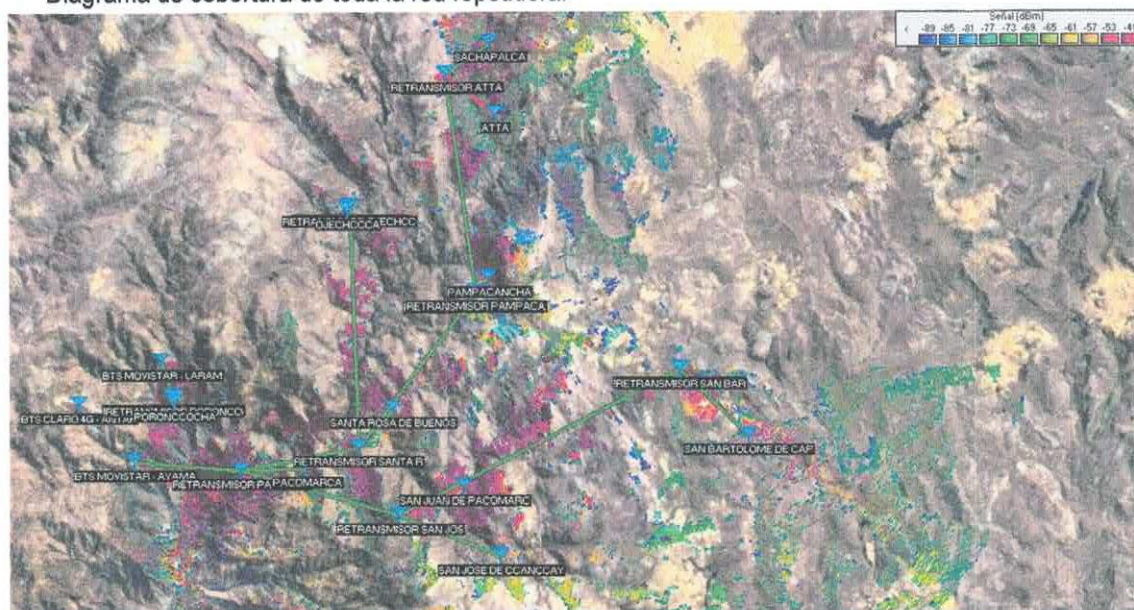 Diagrama de cobertura de toda la red repetidora.
Señal (dBm)
< -89 -85 -81 -77 -73 -69 -65 -61 -57 -53
SACHAPALCA
RETRANSMISOR ATTA
ATTA
OJECHCCCA
PAMPACANCHA
RETRANSMISOR PAMPACA
BTS MOVISTAR - LARAM
PORONCCOCHA
BTS CLARO 4G -
SANTA ROSA DE BUENOS
RETRANSMISOR SAN BAR
SAN BARTOLOME DE CAP
RETRANSMISOR SANTA R
BTS MOVISTAR - AYAMA
RETRANSMISOR PA PACOMARCA
SAN JUAN DE PACOMARC
RETRANSMISOR SAN JOS
SAN JOSE DE CCANCCAY